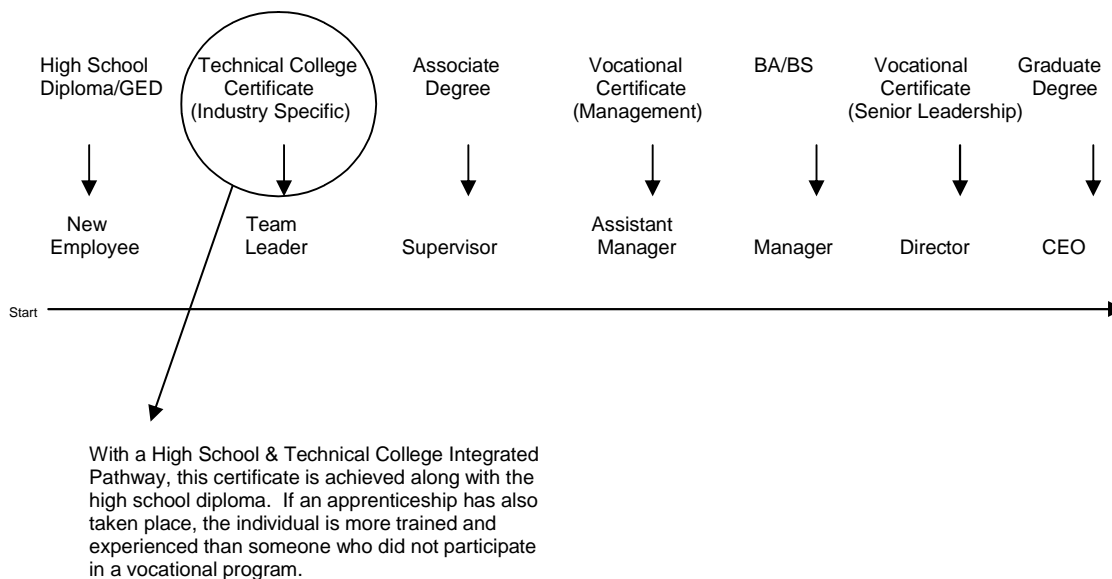 High School
Diploma/GED
Technical College
Certificate
(Industry Specific)
Associate
Degree
Vocational
Certificate
(Management)
BA/BS
Vocational
Certificate
(Senior Leadership)
Graduate
Degree
New
Employee
Team
Leader
Supervisor
Assistant
Manager
Manager
Director
CEO
Start
With a High School & Technical College Integrated
Pathway, this certificate is achieved along with the
high school diploma. If an apprenticeship has also
taken place, the individual is more trained and
experienced than someone who did not participate
in a vocational program.